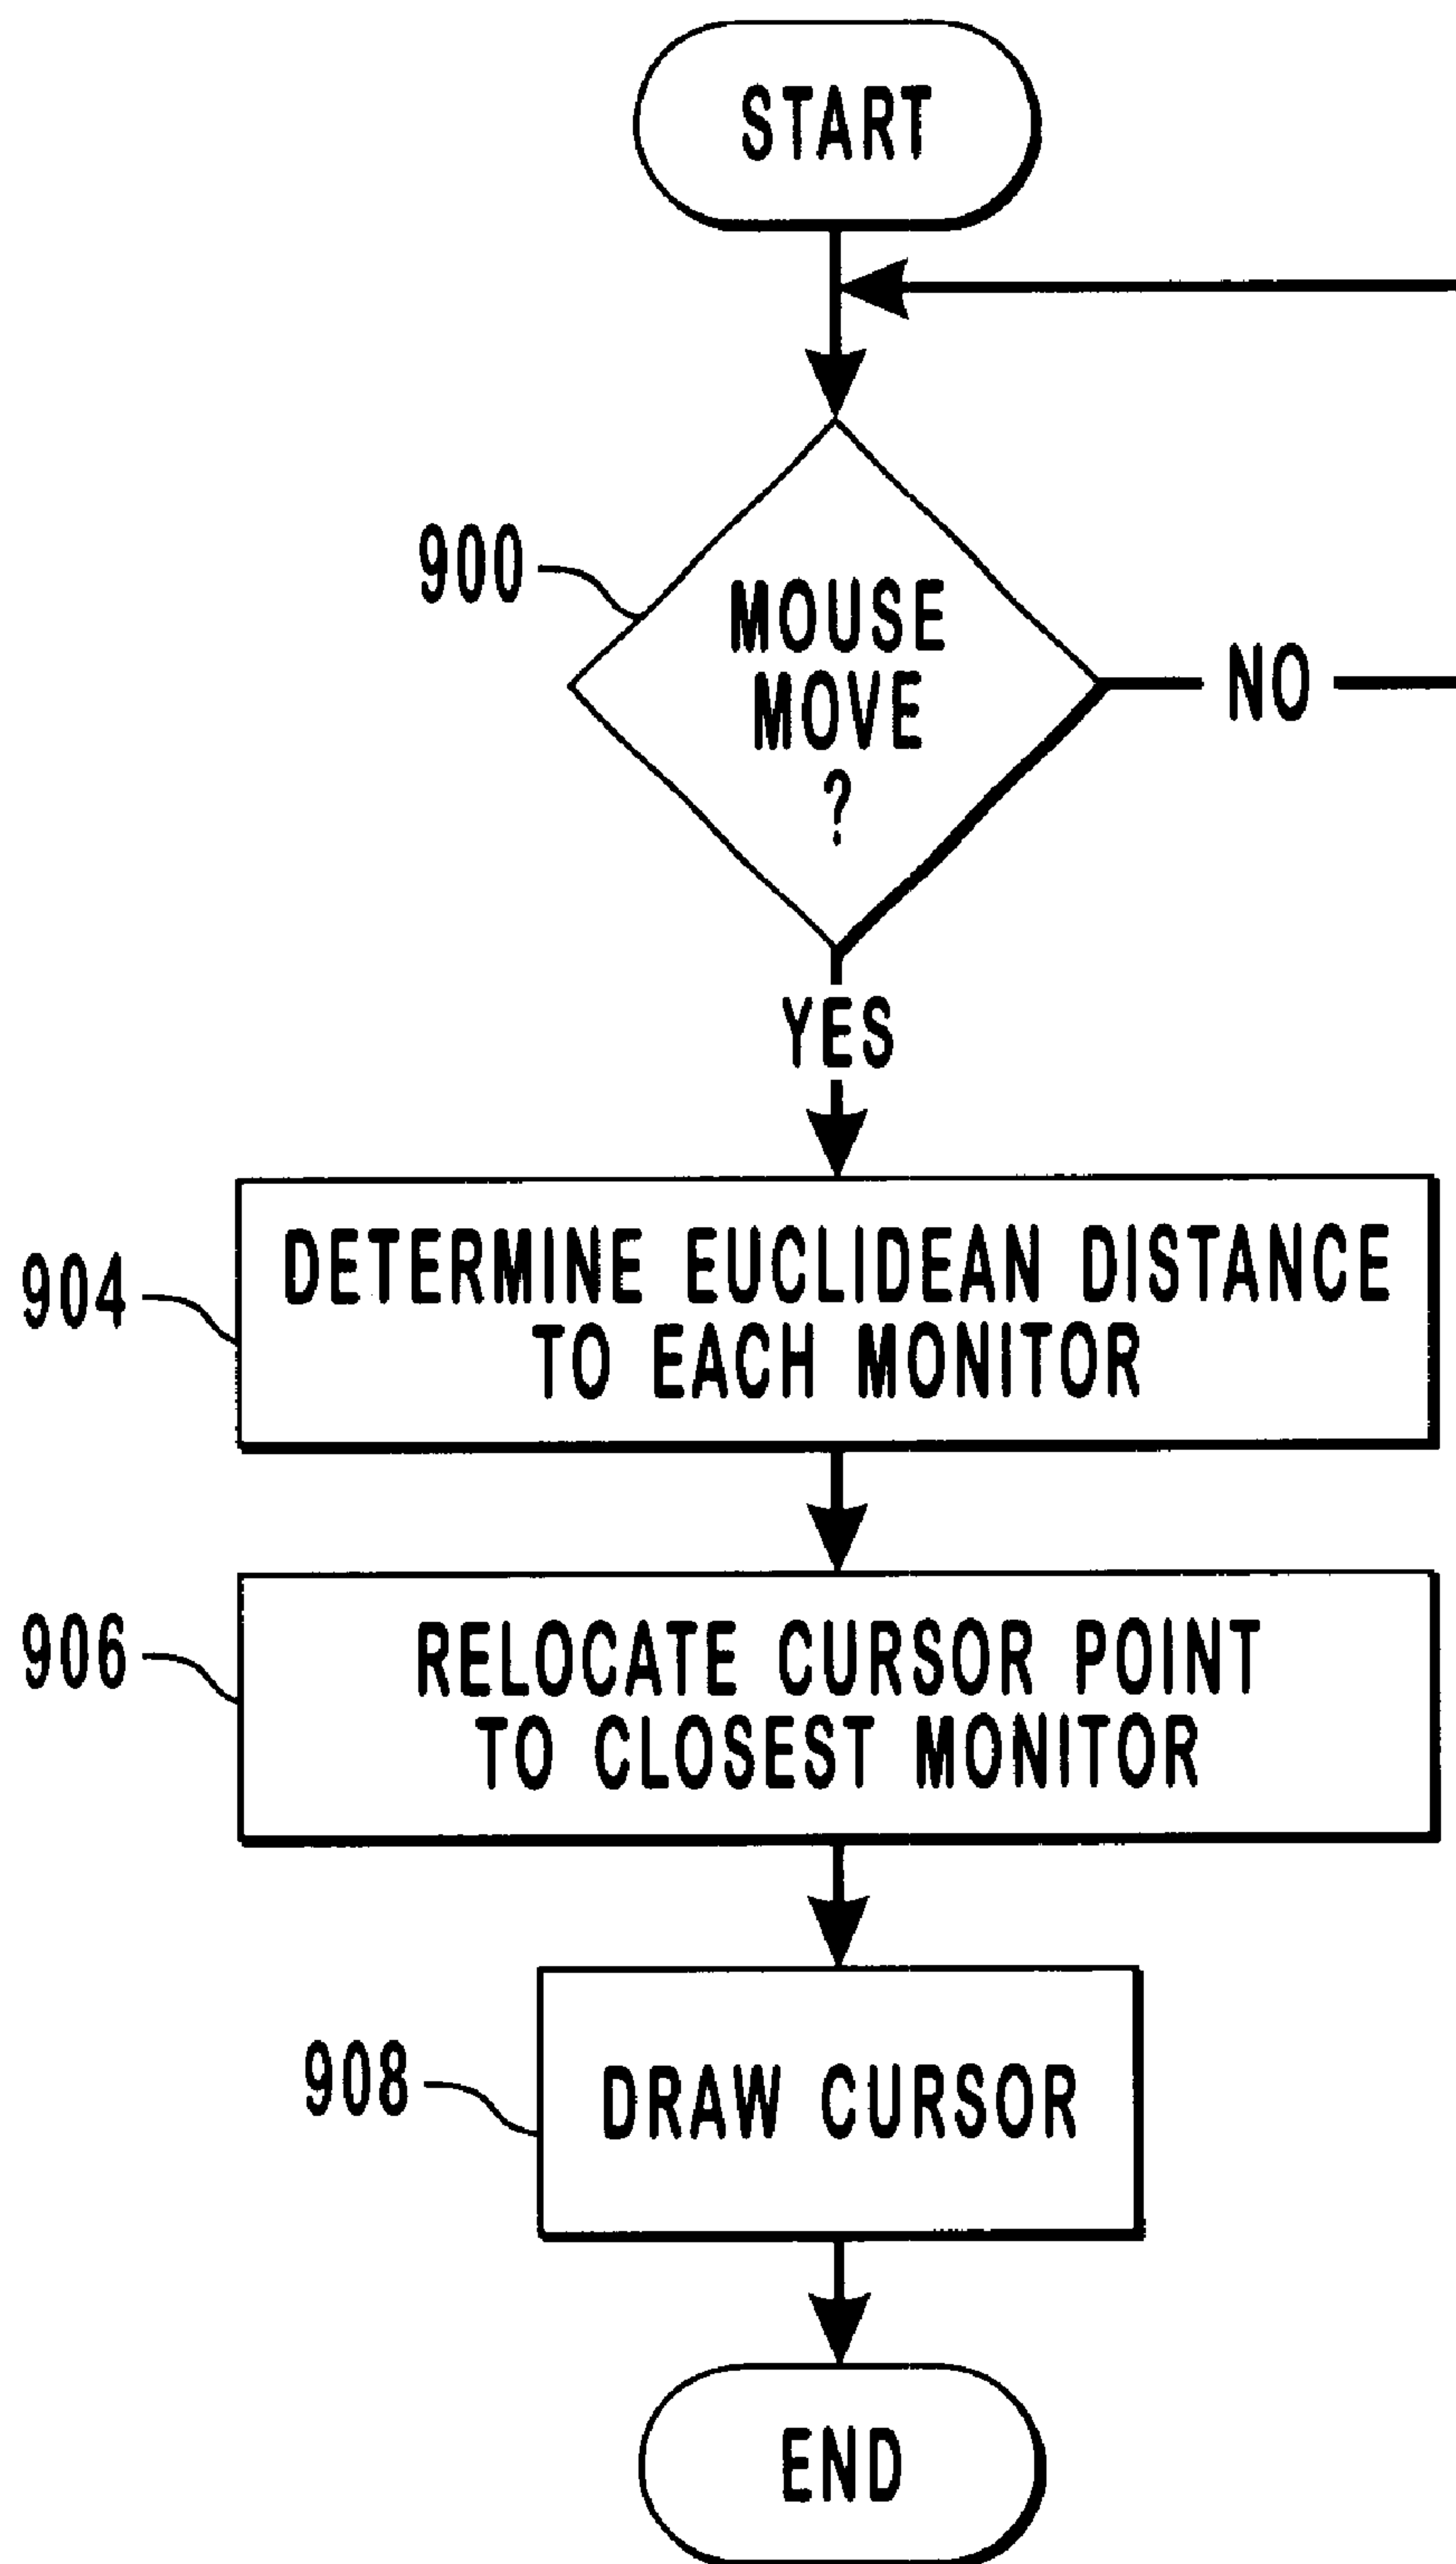 START
900
MOUSE
MOVE
?
NO
YES
904
DETERMINE EUCLIDEAN DISTANCE
TO EACH MONITOR
906
RELOCATE CURSOR POINT
TO CLOSEST MONITOR
908
DRAW CURSOR
END